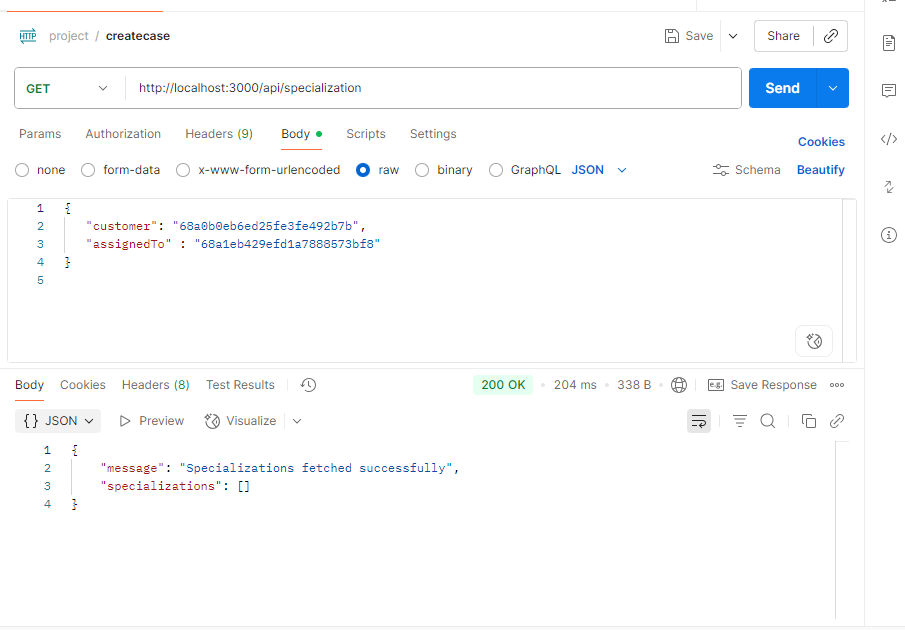 HTTP project / createcase Save Share
GET http://localhost:3000/api/specialization Send
Params Authorization Headers (9) Body Scripts Settings Cookies
none form-data x-www-form-urlencoded raw binary GraphQL JSON Schema Beautify
1 {
2 "customer": "68a0b0eb6ed25fe3fe492b7b",
3 "assignedTo" : "68a1eb429efd1a7888573bf8"
4 }
5
Body Cookies Headers (8) Test Results 200 OK 204 ms 338 B e.g. Save Response
{} JSON Preview Visualize
1 {
2 "message": "Specializations fetched successfully",
3 "specializations": []
4 }